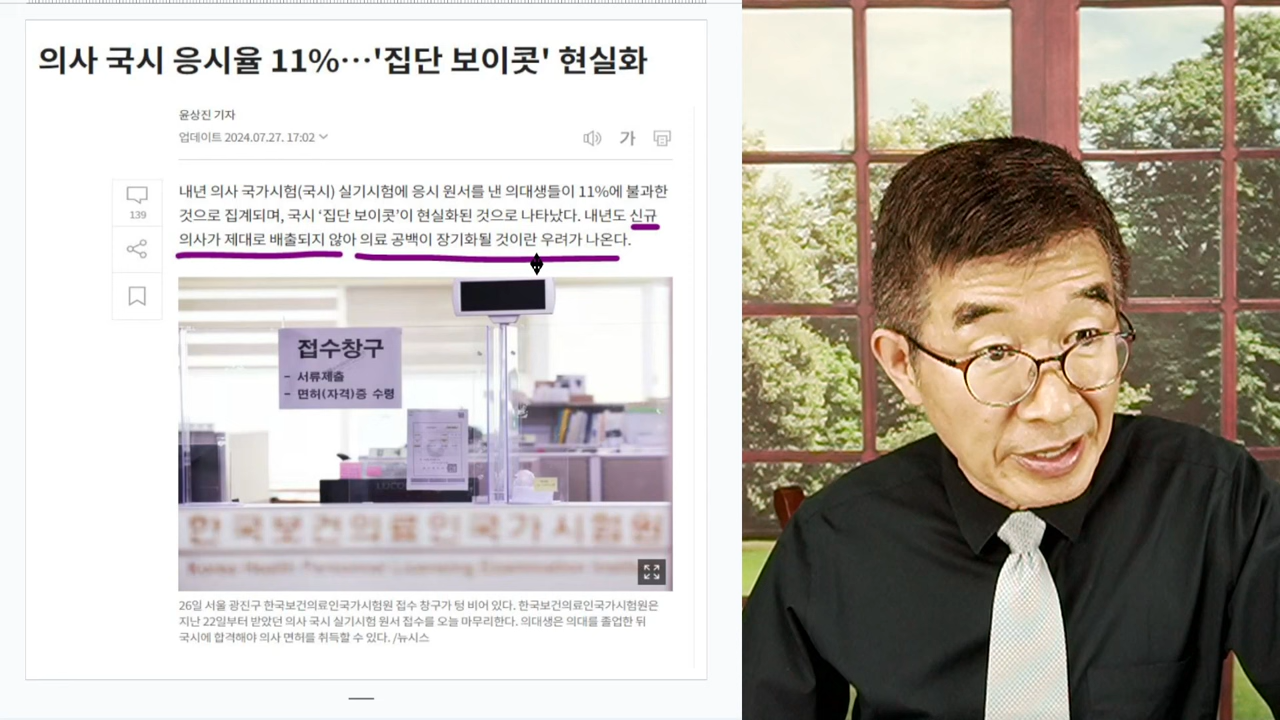 의사 국시 응시율 11%…'집단 보이콧' 현실화
윤상진 기자
업데이트 2024.07.27. 17:02
가
139
내년 의사 국가시험(국시) 실기시험에 응시 원서를 낸 의대생들이 11%에 불과한
것으로 집계되며, 국시 ‘집단 보이콧’이 현실화된 것으로 나타났다. 내년도 신규
의사가 제대로 배출되지 않아 의료 공백이 장기화될 것이란 우려가 나온다.
접수창구
- 서류제출
- 면허(자격)증 수령
한국보건의료인국가시험원
Korea Health Personnel Licensing Examination
26일 서울 광진구 한국보건의료인국가시험원 접수 창구가 텅 비어 있다. 한국보건의료인국가시험원은
지난 22일부터 받았던 의사 국시 실기시험 원서 접수를 오늘 마무리한다. 의대생은 의대를 졸업한 뒤
국시에 합격해야 의사 면허를 취득할 수 있다. /뉴시스